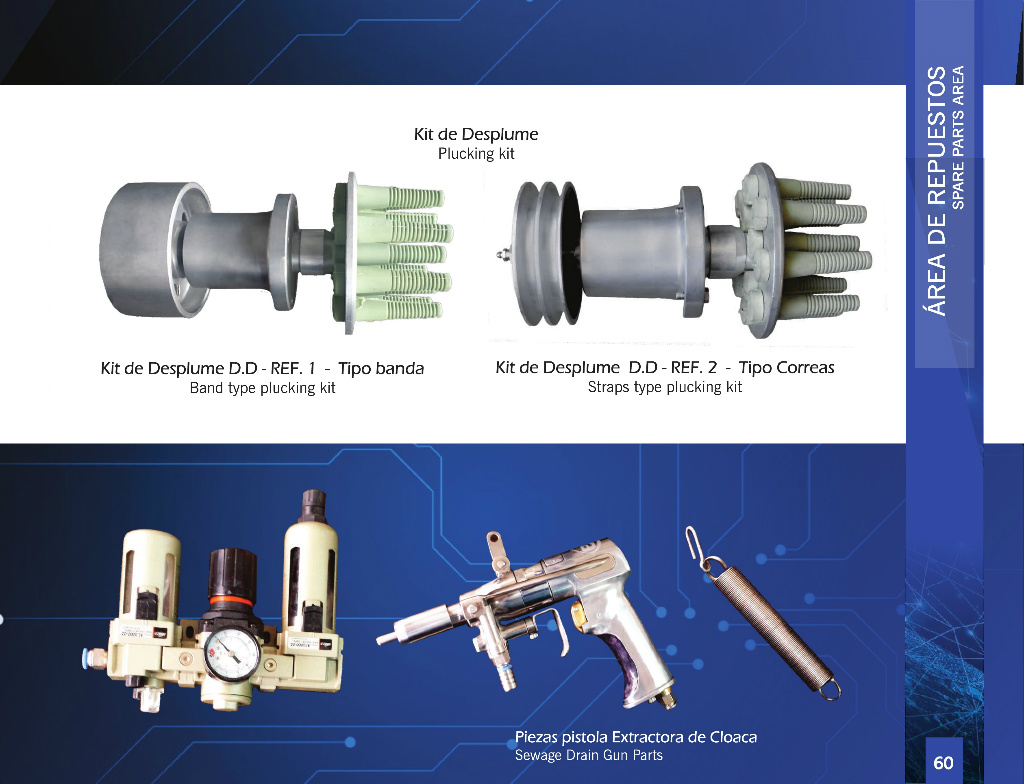 ÁREA DE REPUESTOS
SPARE PARTS AREA
Kit de Desplume
Plucking kit
Kit de Desplume D.D - REF. 1 - Tipo banda
Band type plucking kit
Kit de Desplume D.D - REF. 2 - Tipo Correas
Straps type plucking kit
Piezas pistola Extractora de Cloaca
Sewage Drain Gun Parts
60